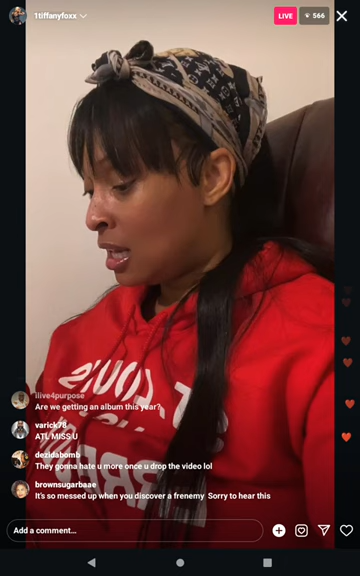 1tiffanyfoxx
LIVE
566
ilive4purpose
Are we getting an album this year?
varick78
ATL MISS U
dezidabomb
They gonna hate u more once u drop the video lol
brownsugarbaae
It's so messed up when you discover a frenemy Sorry to hear this
Add a comment...